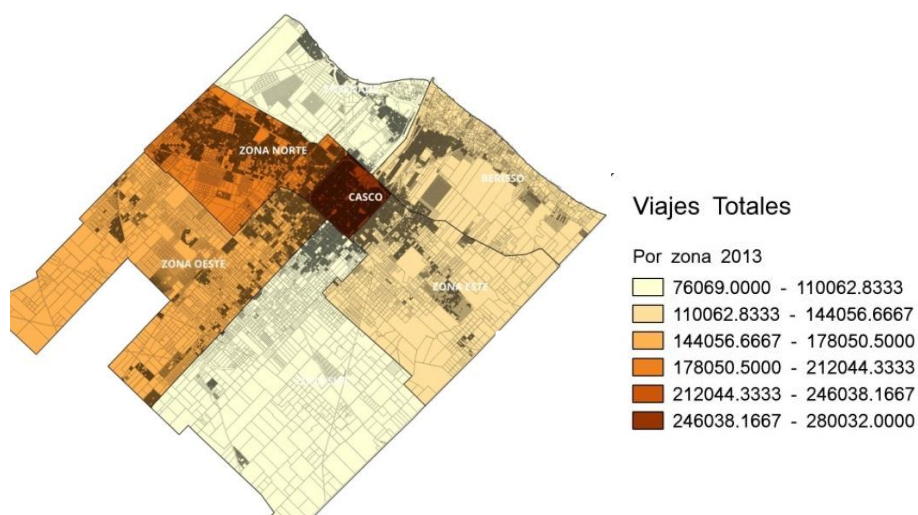 ZONA NORTE
CASCO
BERISSO
ZONA OESTE
ZONA ESTE
Viajes Totales
Por zona 2013
76069.0000 - 110062.8333
110062.8333 - 144056.6667
144056.6667 - 178050.5000
178050.5000 - 212044.3333
212044.3333 - 246038.1667
246038.1667 - 280032.0000